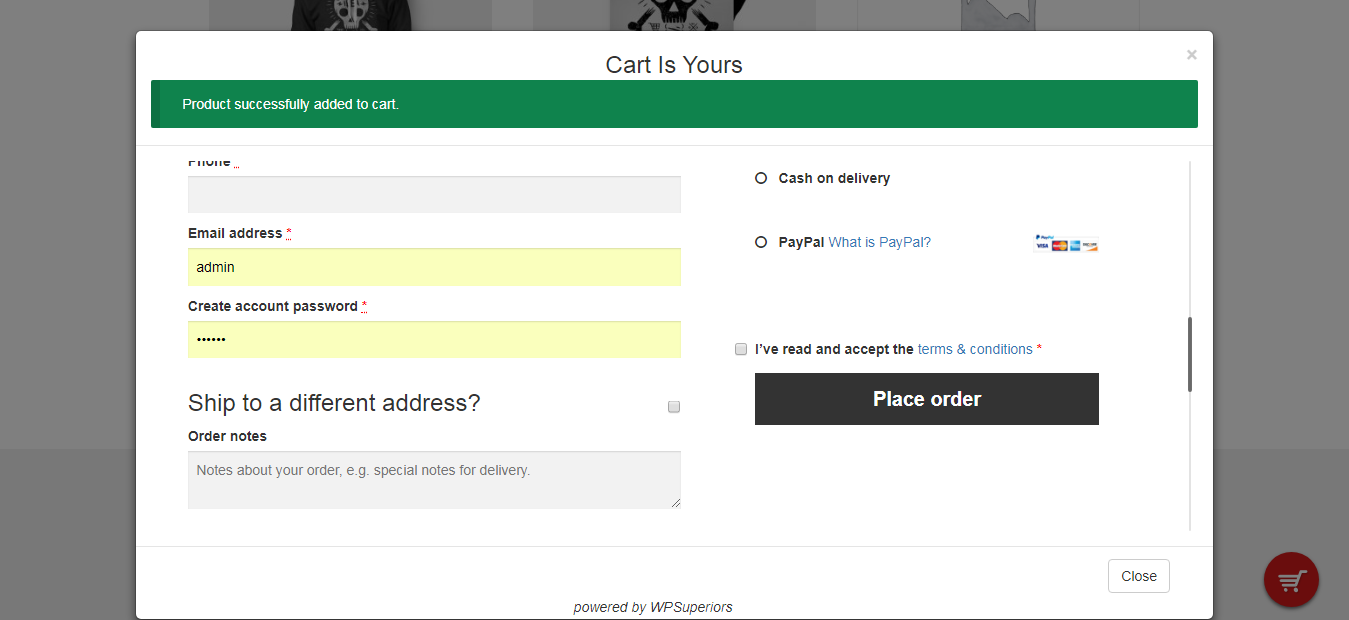 Cart Is Yours
×
Product successfully added to cart.
Phone *
Email address *
admin
Create account password *
••••••
Ship to a different address?
Order notes
Notes about your order, e.g. special notes for delivery.
Cash on delivery
PayPal What is PayPal?
PayPal
VISA
I’ve read and accept the terms & conditions *
Place order
Close
powered by WPSuperiors